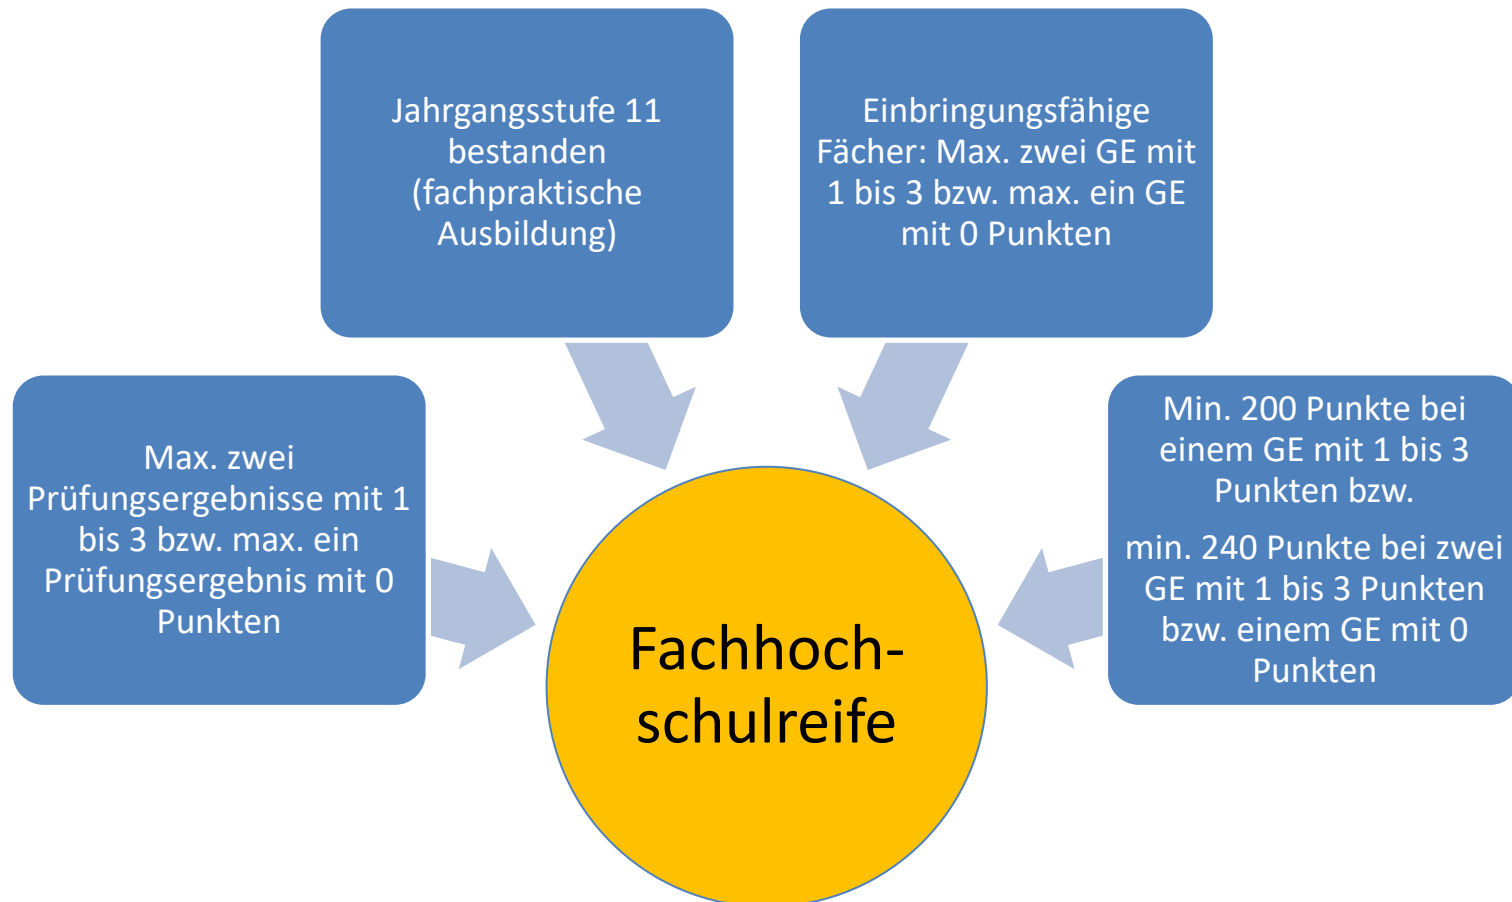 Jahrgangsstufe 11
bestanden
(fachpraktische
Ausbildung)
Einbringungsfähige
Fächer: Max. zwei GE mit
1 bis 3 bzw. max. ein GE
mit 0 Punkten
Max. zwei
Prüfungsergebnisse mit 1
bis 3 bzw. max. ein
Prüfungsergebnis mit 0
Punkten
Min. 200 Punkte bei
einem GE mit 1 bis 3
Punkten bzw.
min. 240 Punkte bei zwei
GE mit 1 bis 3 Punkten
bzw. einem GE mit 0
Punkten
Fachhoch-
schulreife